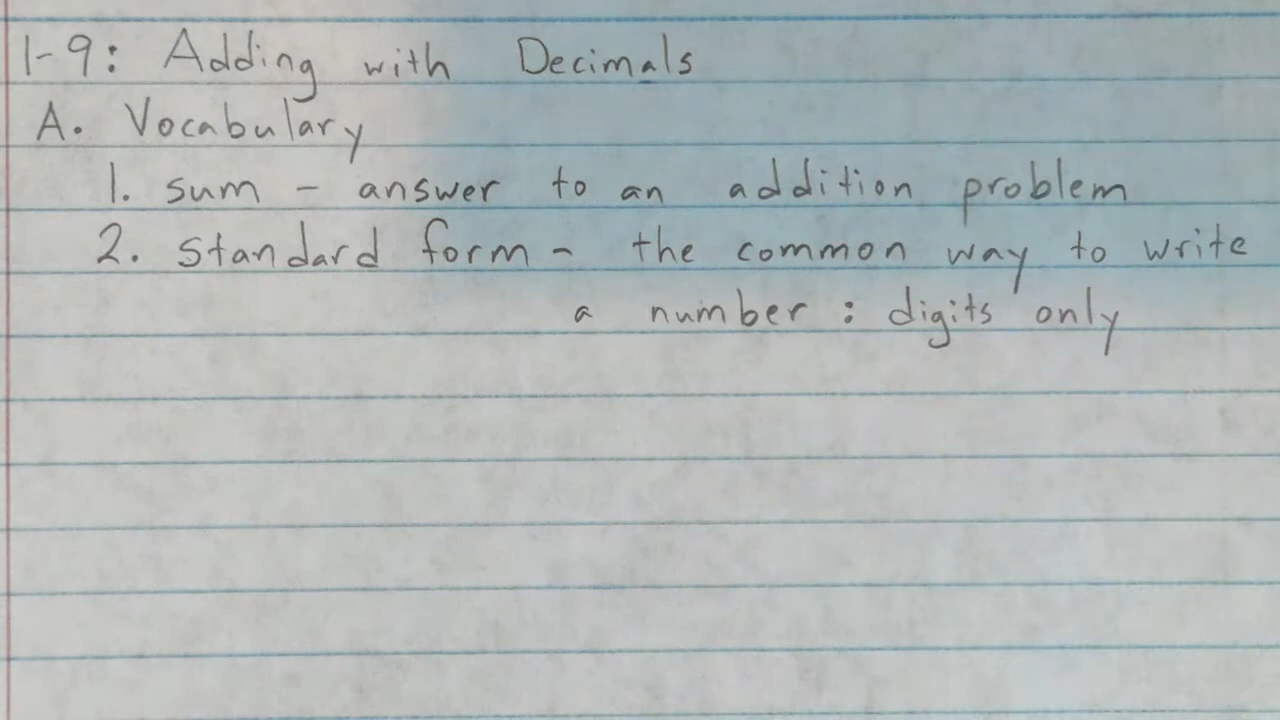 1-9: Adding with Decimals
A. Vocabulary
1. sum - answer to an addition problem
2. standard form - the common way to write
a number: digits only